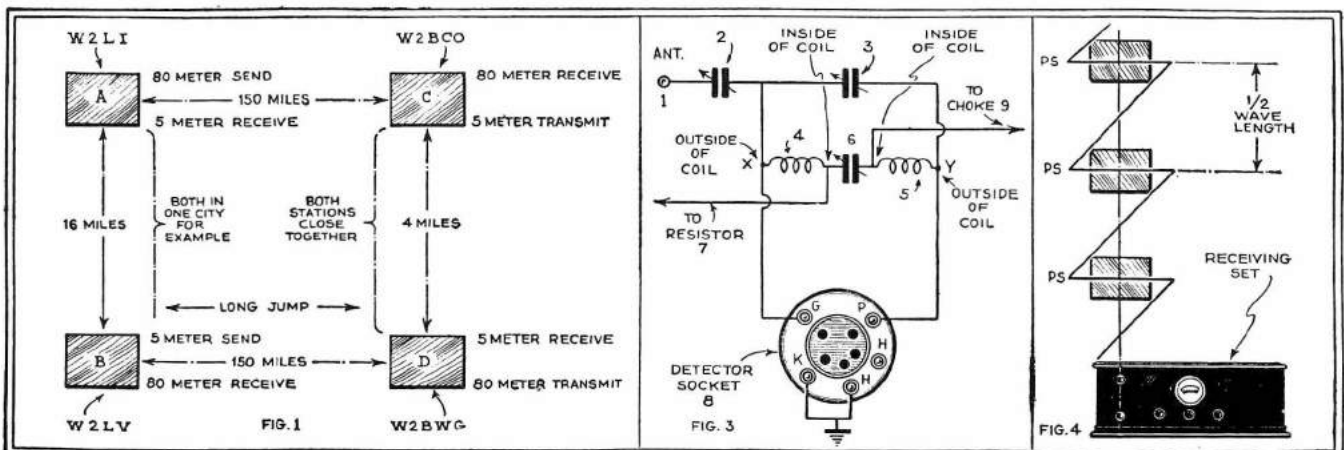 W2LI
W2BCO
A
80 METER SEND
150 MILES
5 METER RECEIVE
C
80 METER RECEIVE
5 METER TRANSMIT
16 MILES
BOTH IN
ONE CITY
FOR
EXAMPLE
BOTH
STATIONS
CLOSE
TOGETHER
4 MILES
LONG JUMP
B
5 METER SEND
150 MILES
80 METER RECEIVE
D
5 METER RECEIVE
80 METER TRANSMIT
W2LV
FIG. 1
W2BWG
ANT.
1
2
INSIDE
OF COIL
3
INSIDE
OF COIL
TO
CHOKE 9
OUTSIDE
OF
COIL
X
4
6
5
Y
OUTSIDE
OF COIL
TO
RESISTOR
7
G
P
K
H
H
DETECTOR
SOCKET
8
FIG. 3
PS
PS
PS
1/2
WAVE
LENGTH
RECEIVING
SET
FIG. 4